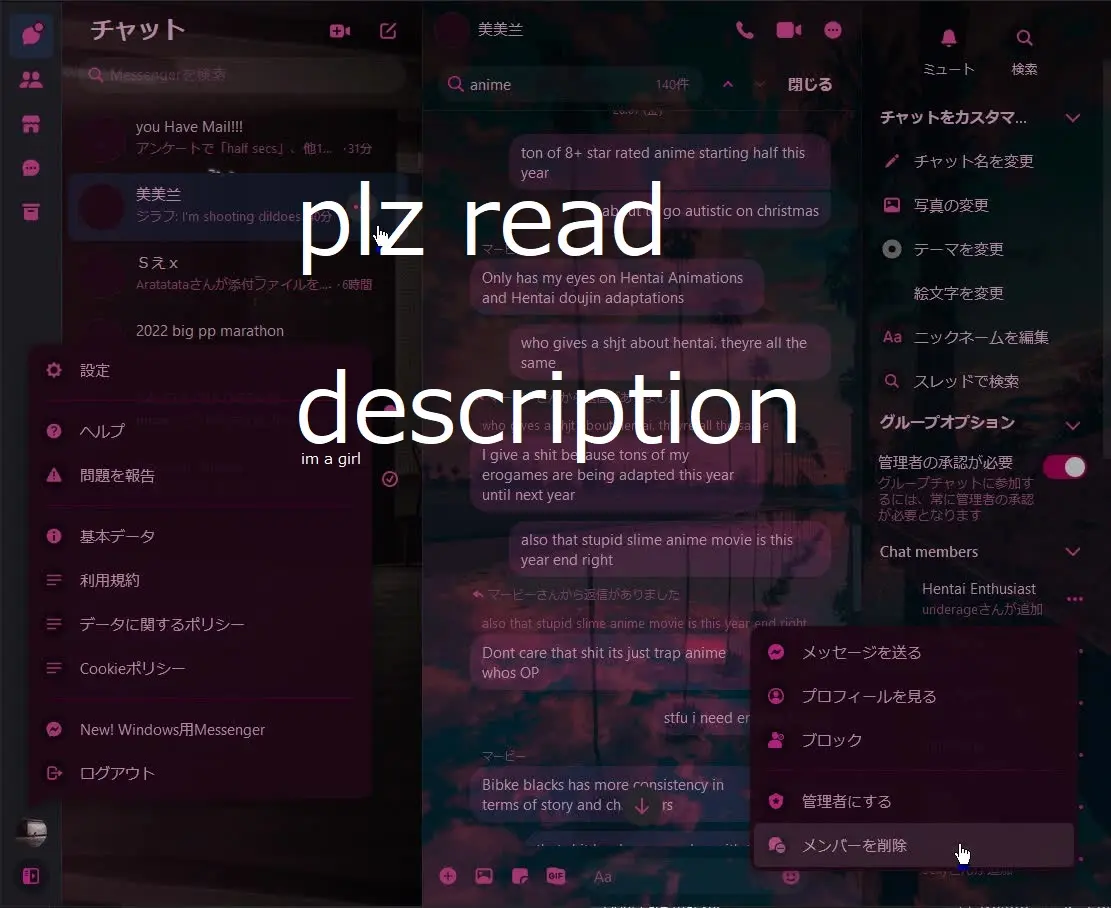 チャット
Messengerを検索
you Have Mail!!!
アンケートで「half secs」、他1... · 31分
美美兰
ジラフ: I'm shooting dildoes
Sえx
Aratatataさんが添付ファイルを... · 6時間
2022 big pp marathon
設定
ヘルプ
問題を報告
基本データ
利用規約
データに関するポリシー
Cookieポリシー
New! Windows用Messenger
ログアウト
plz read
description
im a girl
美美兰
anime
140件
閉じる
ton of 8+ star rated anime starting half this
year
about to go autistic on christmas
Only has my eyes on Hentai Animations
and Hentai doujin adaptations
who gives a shjt about hentai. theyre all the
same
who gives a shjt about hentai. theyre all the same
I give a shit because tons of my
erogames are being adapted this year
until next year
also that stupid slime anime movie is this
year end right
マービーさんから返信がありました
also that stupid slime anime movie is this year end right
Dont care that shit its just trap anime
whos OP
stfu i need
マービー
Bibke blacks has more consistency in
terms of story and
Aa
ミュート
検索
チャットをカスタマ...
チャット名を変更
写真の変更
テーマを変更
絵文字を変更
Aa ニックネームを編集
スレッドで検索
グループオプション
管理者の承認が必要
グループチャットに参加す
るには、常に管理者の承認
が必要となります
Chat members
Hentai Enthusiast
underageさんが追加
メッセージを送る
プロフィールを見る
ブロック
管理者にする
メンバーを削除